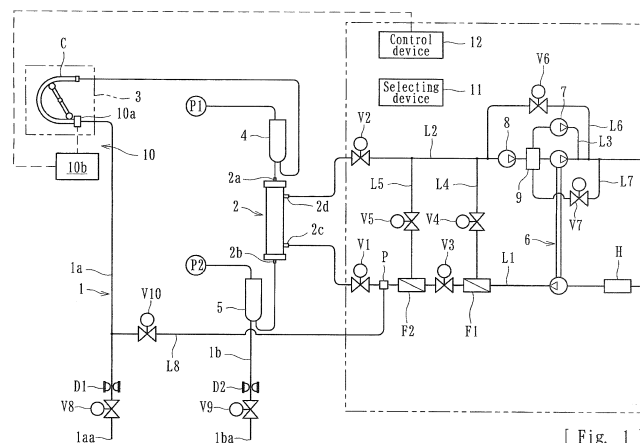 C
3
10a
10b
10
P1
4
2a
2
2d
2c
2b
P2
5
1a
1
V10
L8
1b
D1
V8
1aa
D2
V9
1ba
Control
device
12
Selecting
device
11
V2
L2
V6
7
8
L6
L3
L5
L4
9
L7
V5
V4
V7
6
V1
P
V3
L1
H
F2
F1
[ Fig. 1